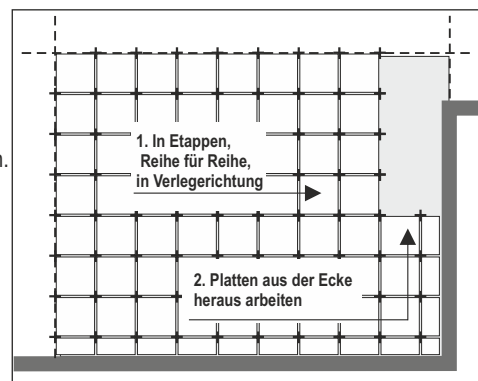 n.
1. In Etappen,
Reihe für Reihe,
in Verlegerichtung
2. Platten aus der Ecke
heraus arbeiten